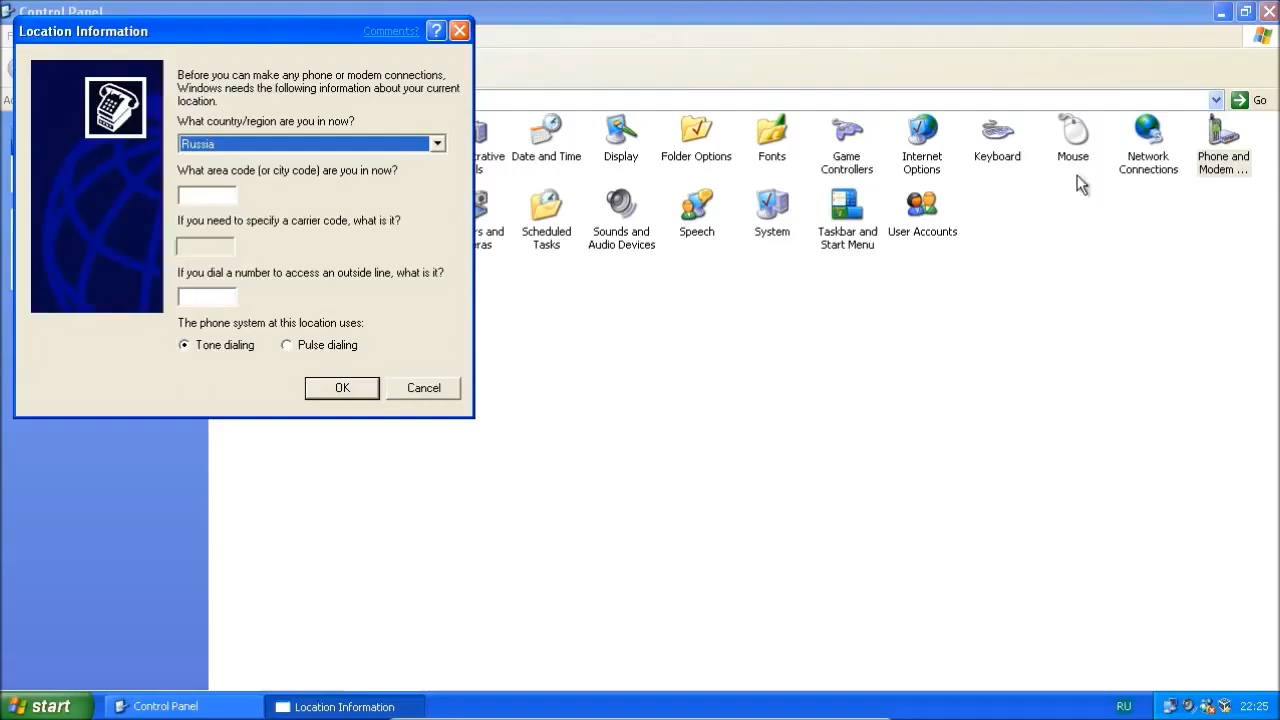 Control Panel
Location Information
Comments?
Before you can make any phone or modem connections,
Windows needs the following information about your current
location.
What country/region are you in now?
Russia
What area code (or city code) are you in now?
If you need to specify a carrier code, what is it?
If you dial a number to access an outside line, what is it?
The phone system at this location uses:
Tone dialing
Pulse dialing
OK
Cancel
Go
Date and Time
Display
Folder Options
Fonts
Game
Controllers
Internet
Options
Keyboard
Mouse
Network
Connections
Phone and
Modem ...
Scheduled
Tasks
Sounds and
Audio Devices
Speech
System
Taskbar and
Start Menu
User Accounts
start
Control Panel
Location Information
RU
22:25